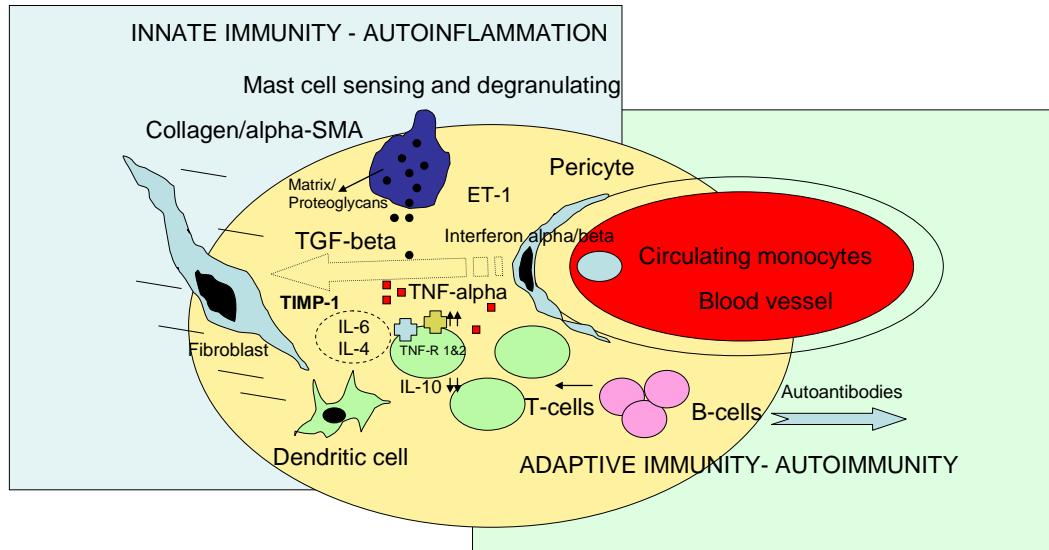 INNATE IMMUNITY - AUTOINFLAMMATION
Mast cell sensing and degranulating
Collagen/alpha-SMA
Pericyte
Matrix/
Proteoglycans
ET-1
TGF-beta
Interferon alpha/beta
Circulating monocytes
Blood vessel
TIMP-1
TNF-alpha
IL-6
IL-4
Fibroblast
TNF-R 1&2
IL-10
T-cells
B-cells
Autoantibodies
Dendritic cell
ADAPTIVE IMMUNITY- AUTOIMMUNITY